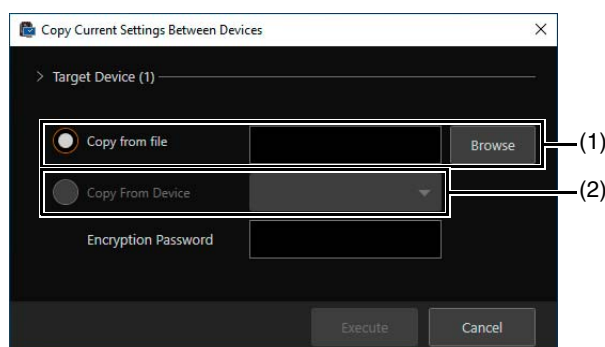 Copy Current Settings Between Devices
> Target Device (1)
Copy from file Browse (1)
Copy From Device (2)
Encryption Password
Execute Cancel